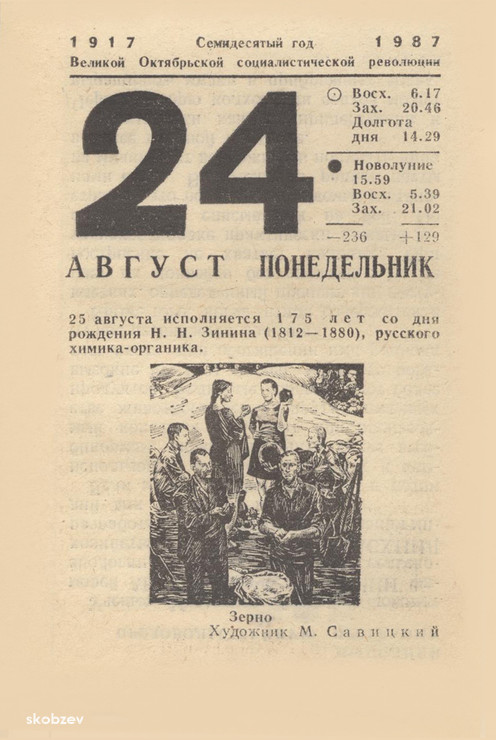 1917 Семидесятый год 1987
Великой Октябрьской социалистической революции
24
Восх. 6.17
Зах. 20.46
Долгота
дня 14.29
Новолуние
15.59
Восх. 5.39
Зах. 21.02
—236 +129
АВГУСТ ПОНЕДЕЛЬНИК
25 августа исполняется 175 лет со дня
рождения Н. Н. Зинина (1812—1880), русского
химика-органика.
Зерно
Художник М. Савицкий
skobzev